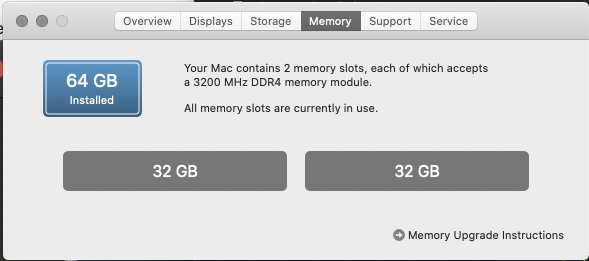 Overview Displays Storage Memory Support Service
64 GB
Installed
Your Mac contains 2 memory slots, each of which accepts
a 3200 MHz DDR4 memory module.
All memory slots are currently in use.
32 GB 32 GB
Memory Upgrade Instructions